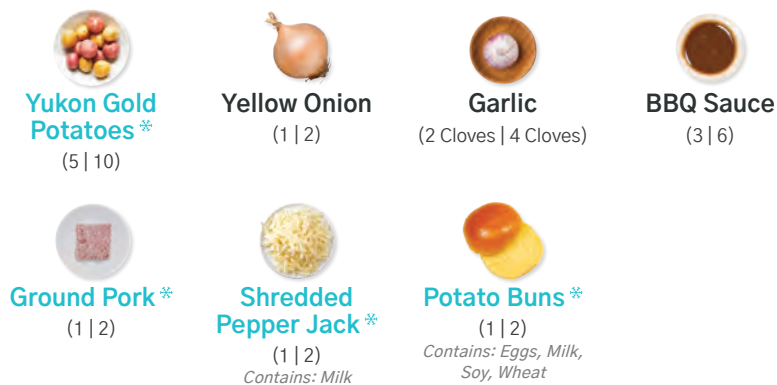 Yukon Gold
Potatoes *
(5 | 10)
Yellow Onion
(1 | 2)
Garlic
(2 Cloves | 4 Cloves)
BBQ Sauce
(3 | 6)
Ground Pork *
(1 | 2)
Shredded
Pepper Jack *
(1 | 2)
Contains: Milk
Potato Buns *
(1 | 2)
Contains: Eggs, Milk,
Soy, Wheat